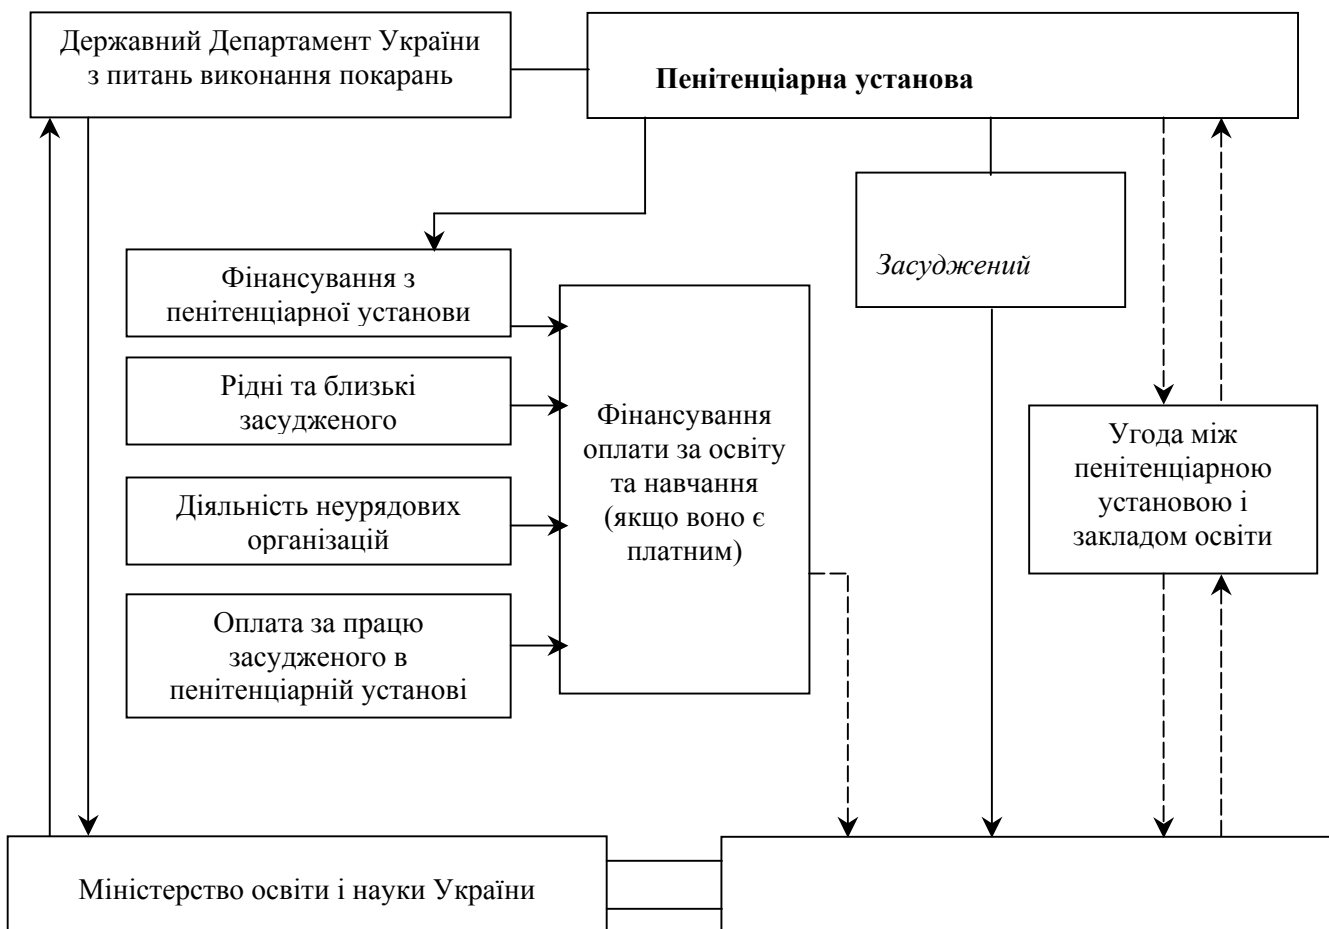 Державний Департамент України
з питань виконання покарань
Пенітенціарна установа
Засуджений
Фінансування з
пенітенціарної установи
Рідні та близькі
засудженого
Діяльність неурядових
організацій
Оплата за працю
засудженого в
пенітенціарній установі
Фінансування
оплати за освіту
та навчання
(якщо воно є
платним)
Угода між
пенітенціарною
установою і
закладом освіти
Міністерство освіти і науки України